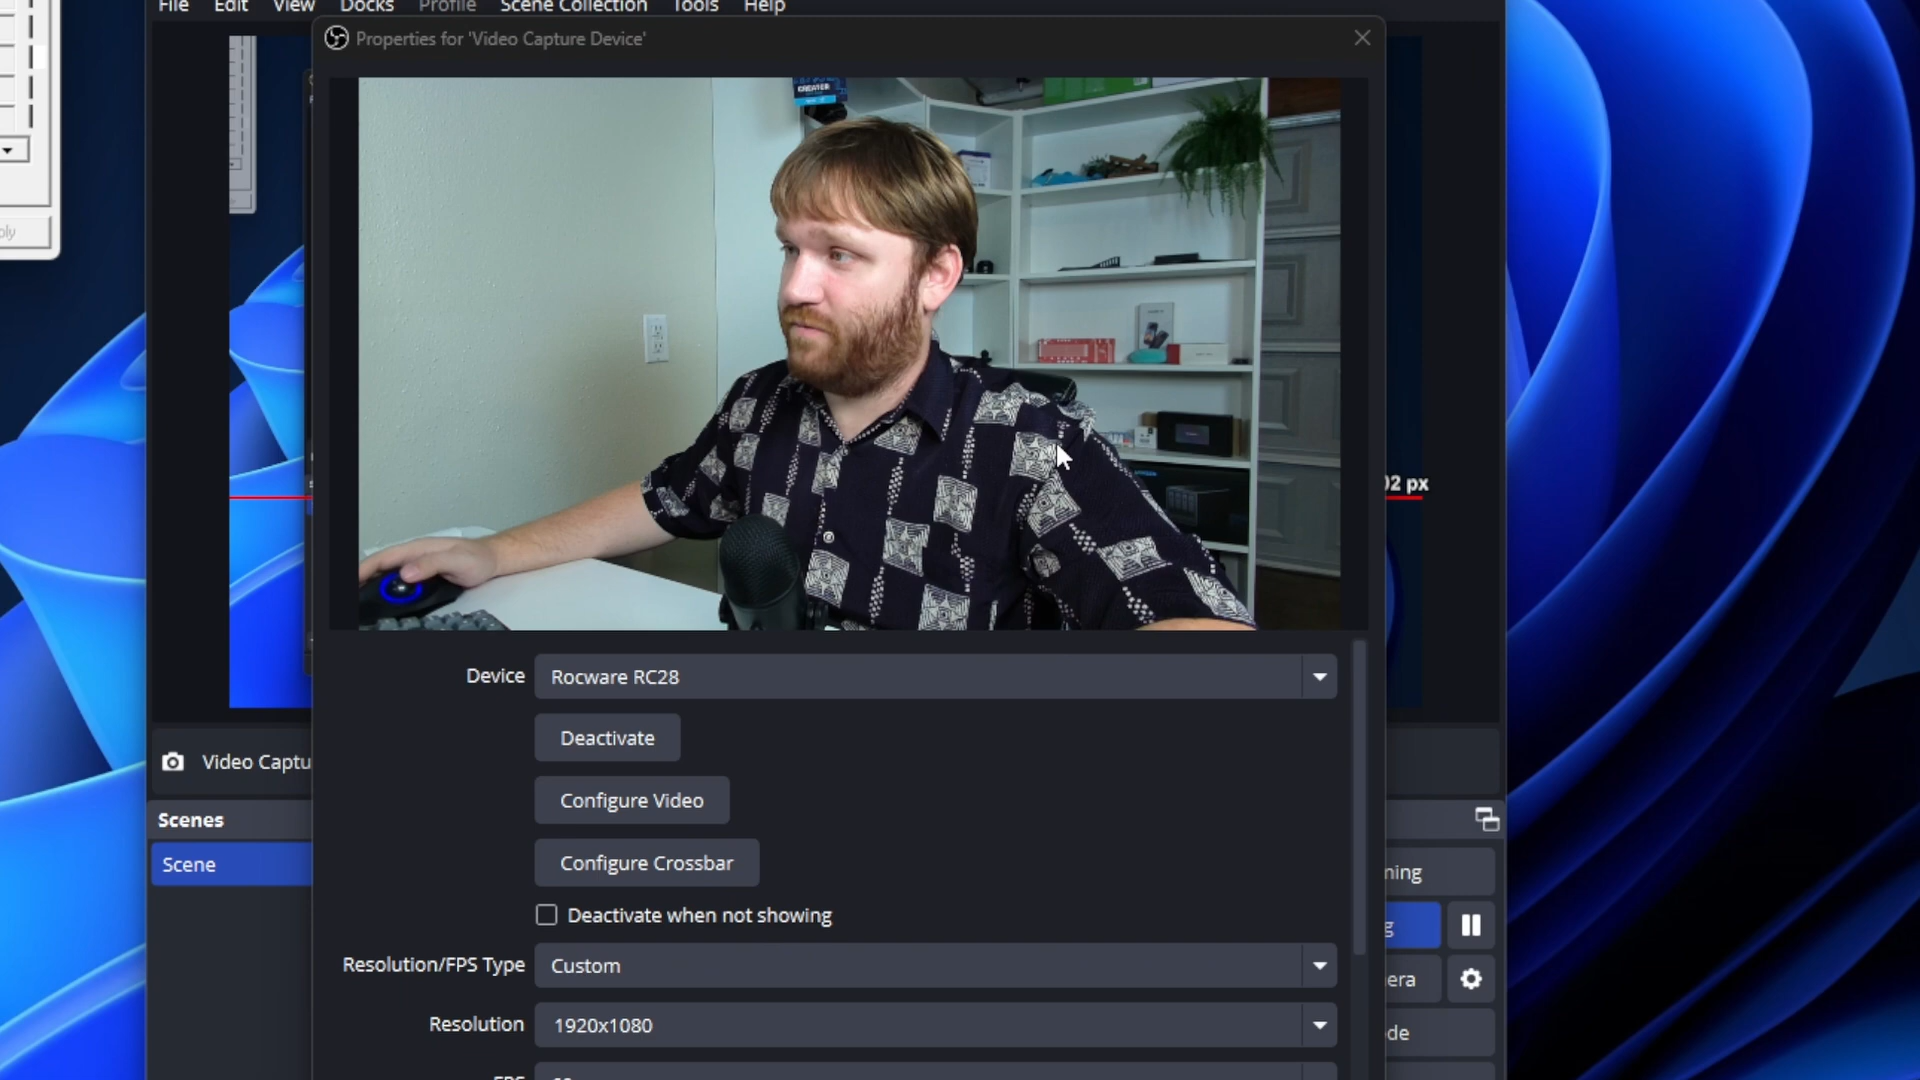 File Edit View Docks Profile Scene Collection Tools Help
Properties for 'Video Capture Device'
CREATER
px
Device Rocware RC28
Deactivate
Video Captu
Configure Video
Scenes
Configure Crossbar
Scene
ming
Deactivate when not showing
g
Resolution/FPS Type Custom
era
Resolution 1920x1080
de